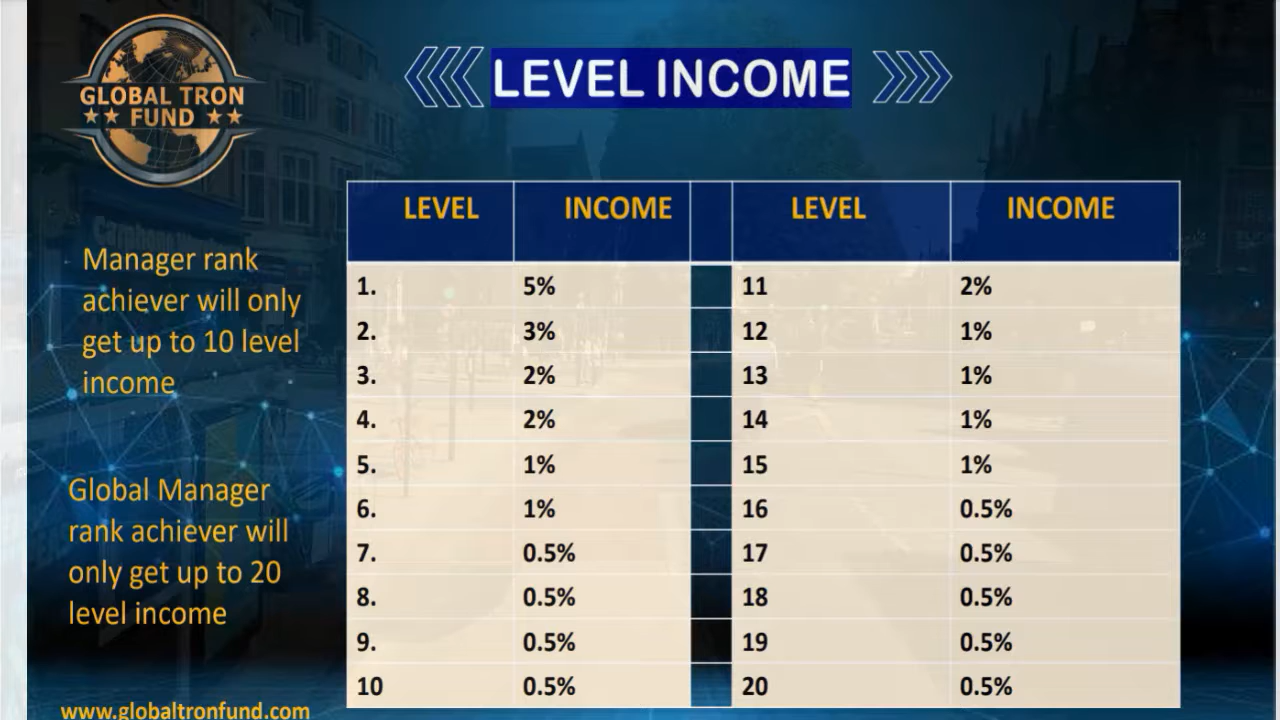 GLOBAL TRON
FUND
LEVEL INCOME
Manager rank
achiever will only
get up to 10 level
income
Global Manager
rank achiever will
only get up to 20
level income
www.globaltronfund.com
LEVEL INCOME LEVEL INCOME
1. 5% 11 2%
2. 3% 12 1%
3. 2% 13 1%
4. 2% 14 1%
5. 1% 15 1%
6. 1% 16 0.5%
7. 0.5% 17 0.5%
8. 0.5% 18 0.5%
9. 0.5% 19 0.5%
10 0.5% 20 0.5%